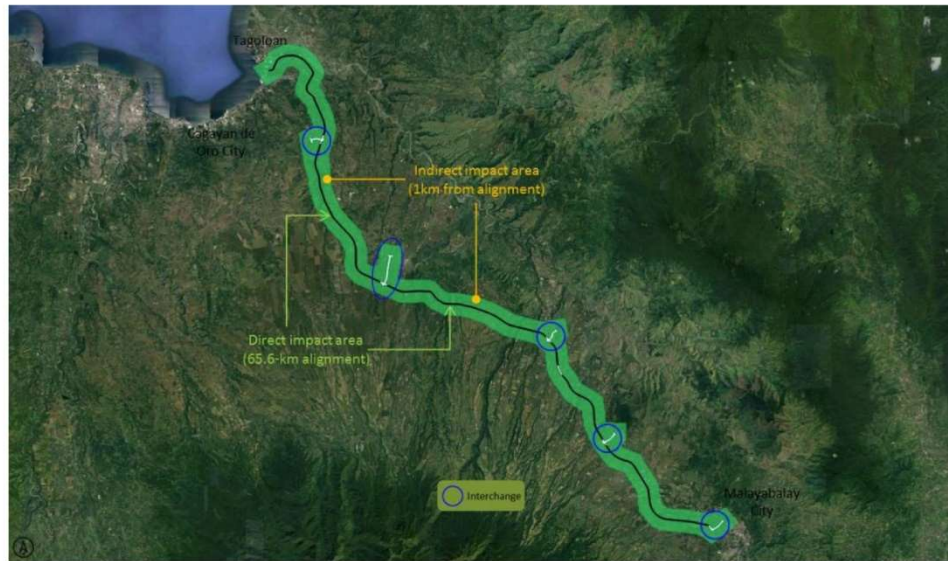 Tagoloan
Cagayan de
Oro City
Indirect impact area
(1km from alignment)
Direct impact area
(65.6-km alignment)
Interchange
Malayabalay
City